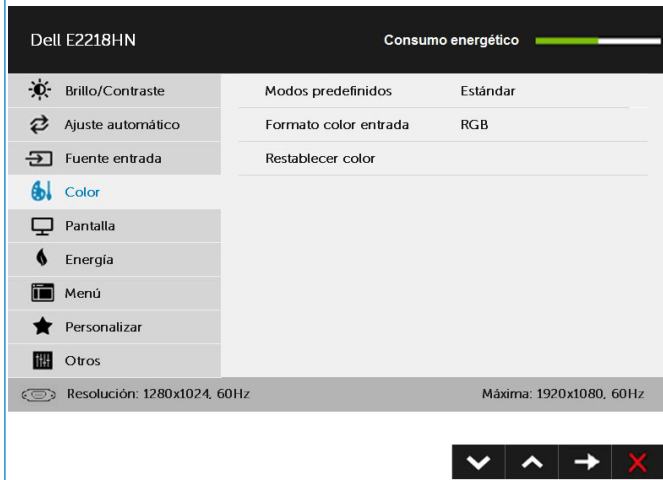 Dell E2218HN
Consumo energético
Brillo/Contraste
Modos predefinidos
Estándar
Ajuste automático
Formato color entrada
RGB
Fuente entrada
Restablecer color
Color
Pantalla
Energía
Menú
Personalizar
Otros
Resolución: 1280x1024, 60Hz
Máxima: 1920x1080, 60Hz